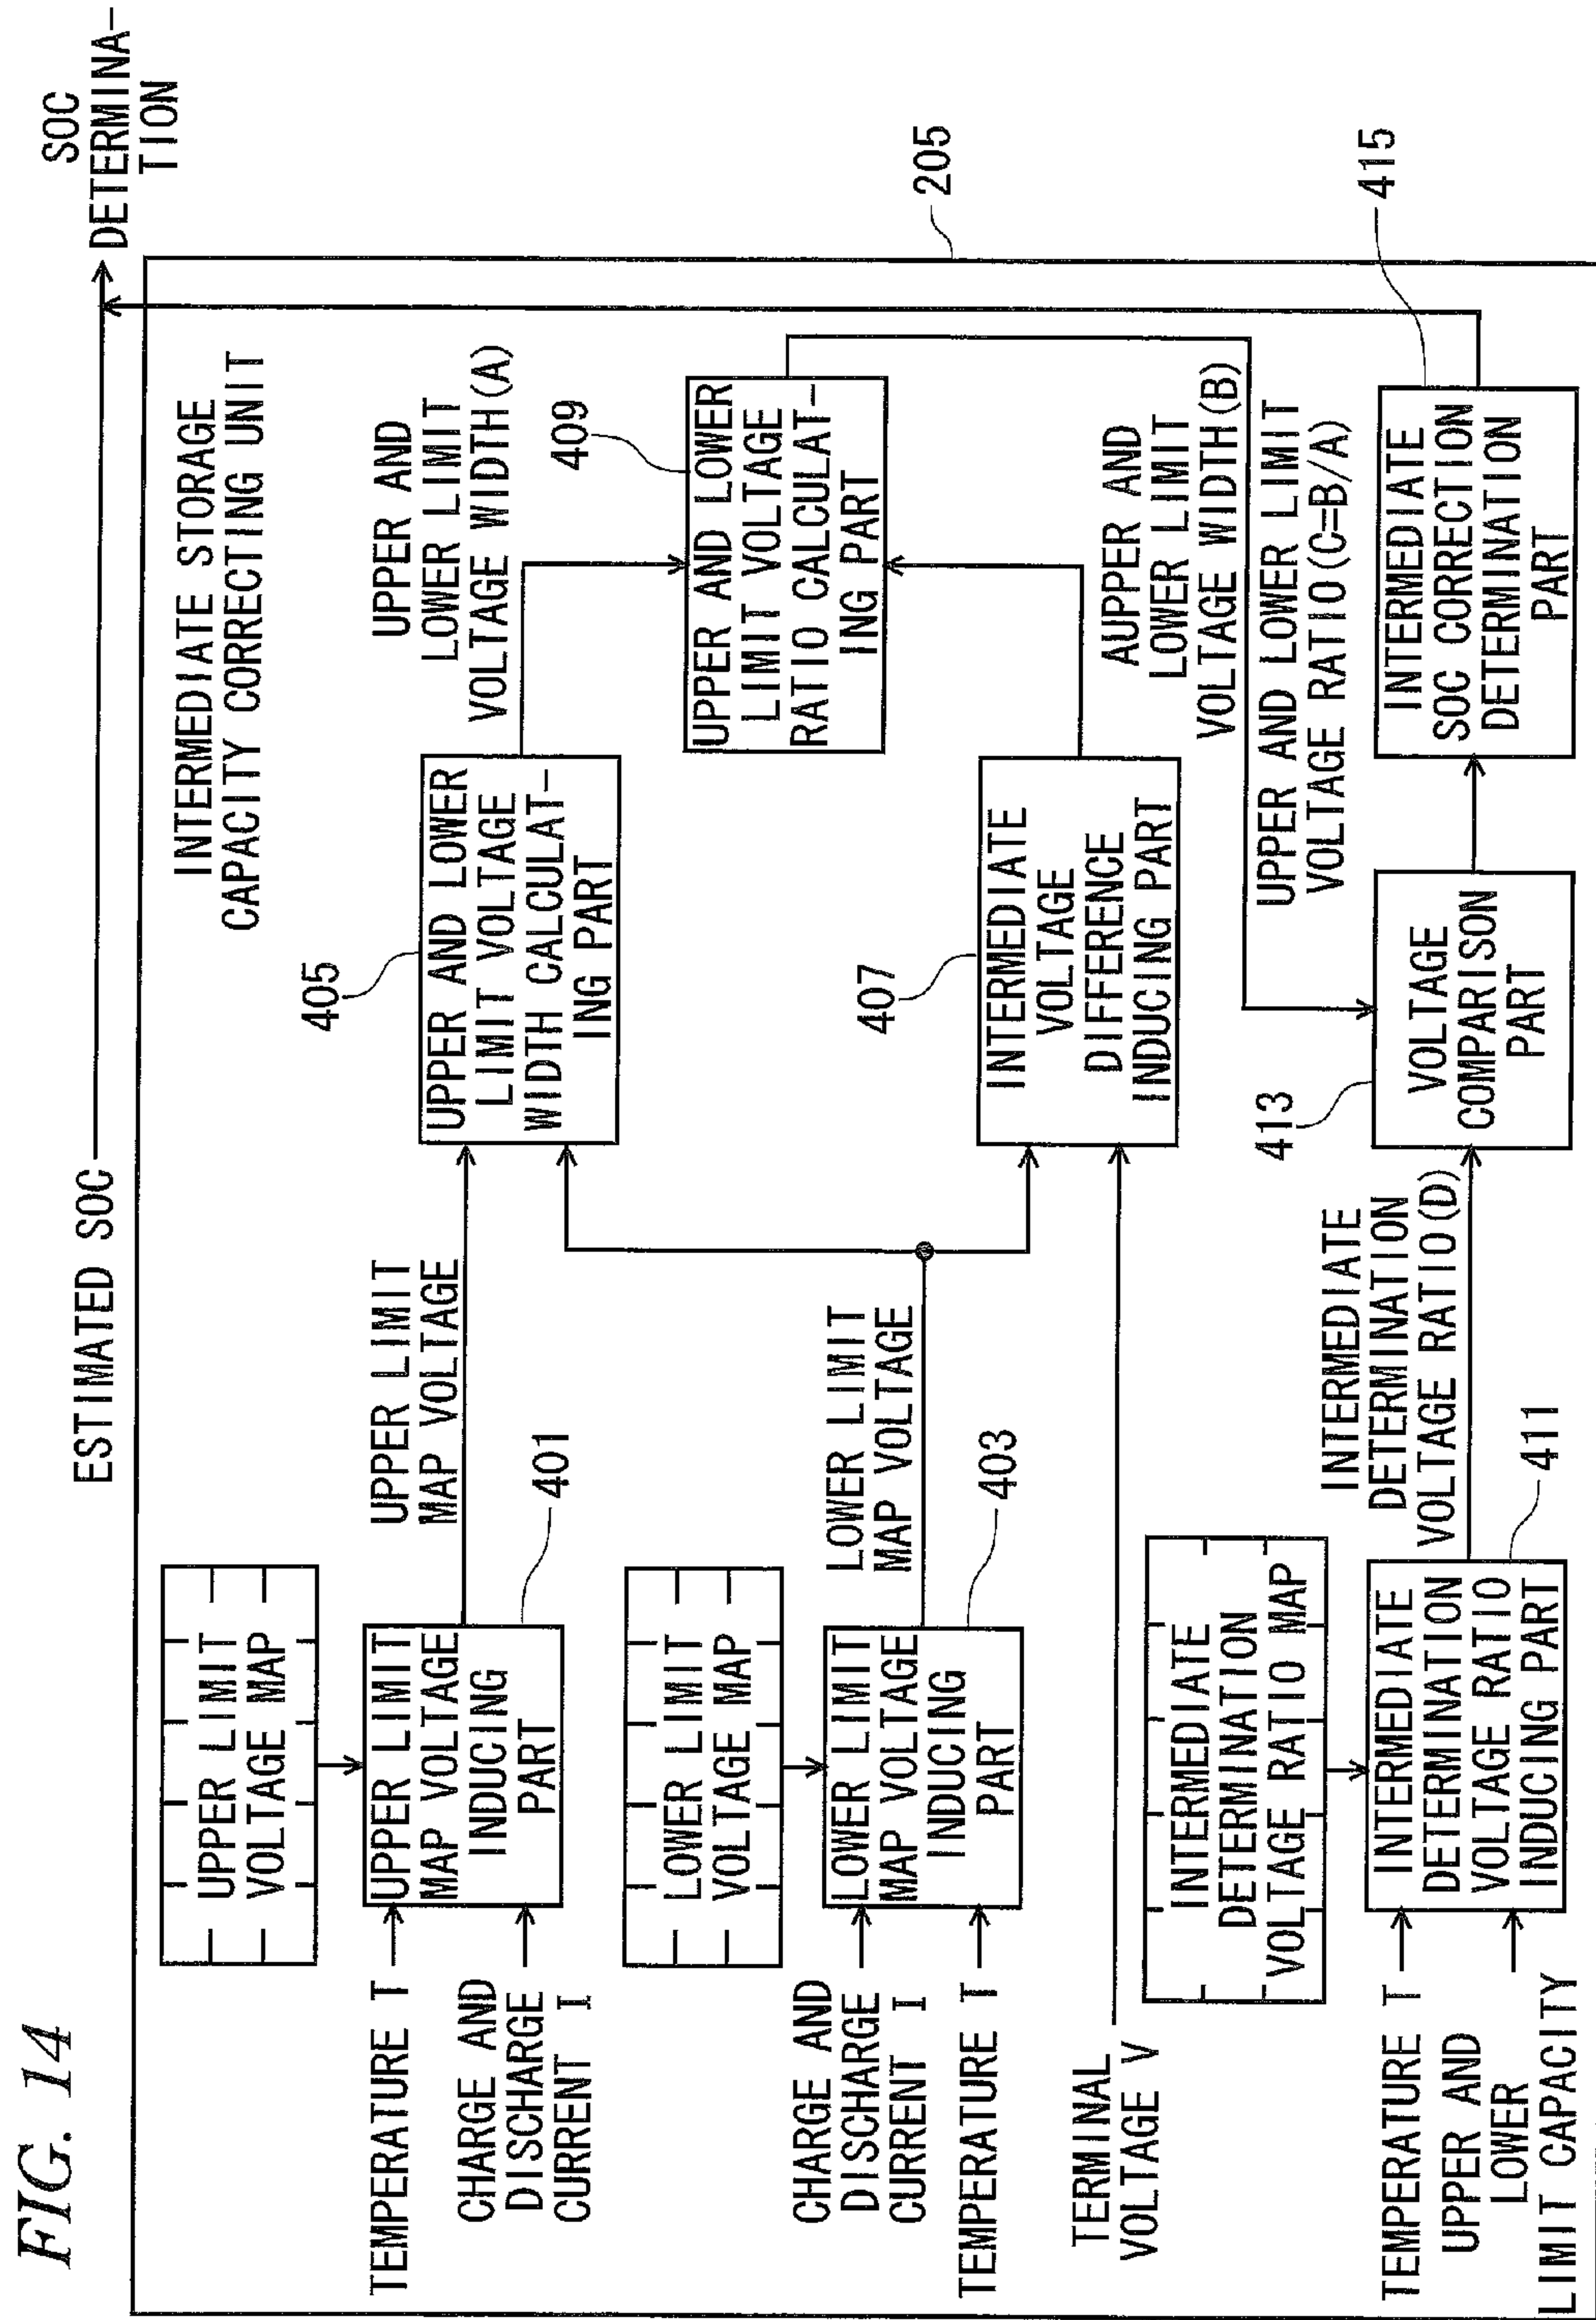 FIG. 14
ESTIMATED SOC
SOC
DETERMINA-
TION
INTERMEDIATE STORAGE
CAPACITY CORRECTING UNIT
205
UPPER LIMIT
VOLTAGE MAP
TEMPERATURE T
CHARGE AND
DISCHARGE
CURRENT I
UPPER LIMIT
MAP VOLTAGE
INDUCING
PART
401
UPPER LIMIT
MAP VOLTAGE
405
UPPER AND LOWER
LIMIT VOLTAGE
WIDTH CALCULAT-
ING PART
UPPER AND
LOWER LIMIT
VOLTAGE WIDTH(A)
409
UPPER AND LOWER
LIMIT VOLTAGE
RATIO CALCULAT-
ING PART
LOWER LIMIT
VOLTAGE MAP
CHARGE AND
DISCHARGE
CURRENT I
TEMPERATURE T
LOWER LIMIT
MAP VOLTAGE
INDUCING
PART
403
LOWER LIMIT
MAP VOLTAGE
407
INTERMEDIATE
VOLTAGE
DIFFERENCE
INDUCING PART
AUPPER AND
LOWER LIMIT
VOLTAGE WIDTH(B)
TERMINAL
VOLTAGE V
UPPER AND LOWER LIMIT
VOLTAGE RATIO(C=B/A)
INTERMEDIATE
DETERMINATION
VOLTAGE RATIO MAP
TEMPERATURE T
UPPER AND
LOWER
LIMIT CAPACITY
INTERMEDIATE
DETERMINATION
VOLTAGE RATIO
INDUCING PART
411
INTERMEDIATE
DETERMINATION
VOLTAGE RATIO(D)
413
VOLTAGE
COMPARISON
PART
INTERMEDIATE
SOC CORRECTION
DETERMINATION
PART
415